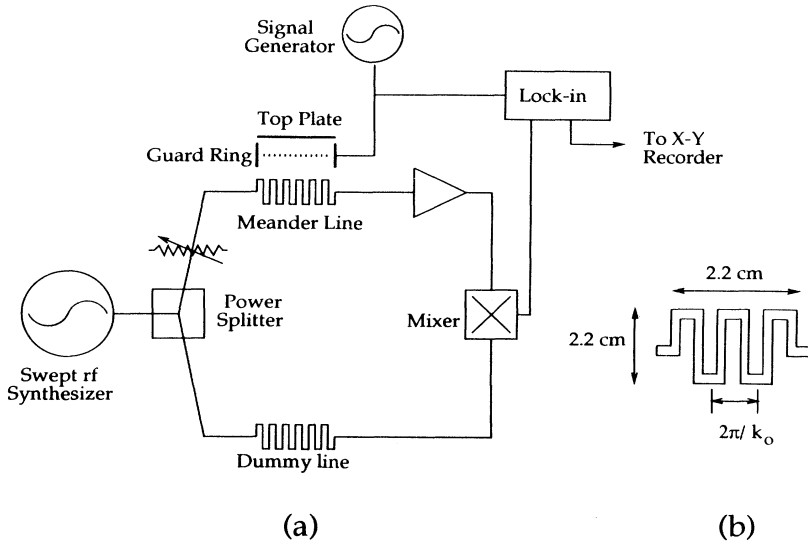 Signal
Generator
Lock-in
Top Plate
Guard Ring
To X-Y
Recorder
Meander Line
2.2 cm
Power
Splitter
Mixer
2.2 cm
Swept rf
Synthesizer
2π/ k₀
Dummy line
(a)
(b)